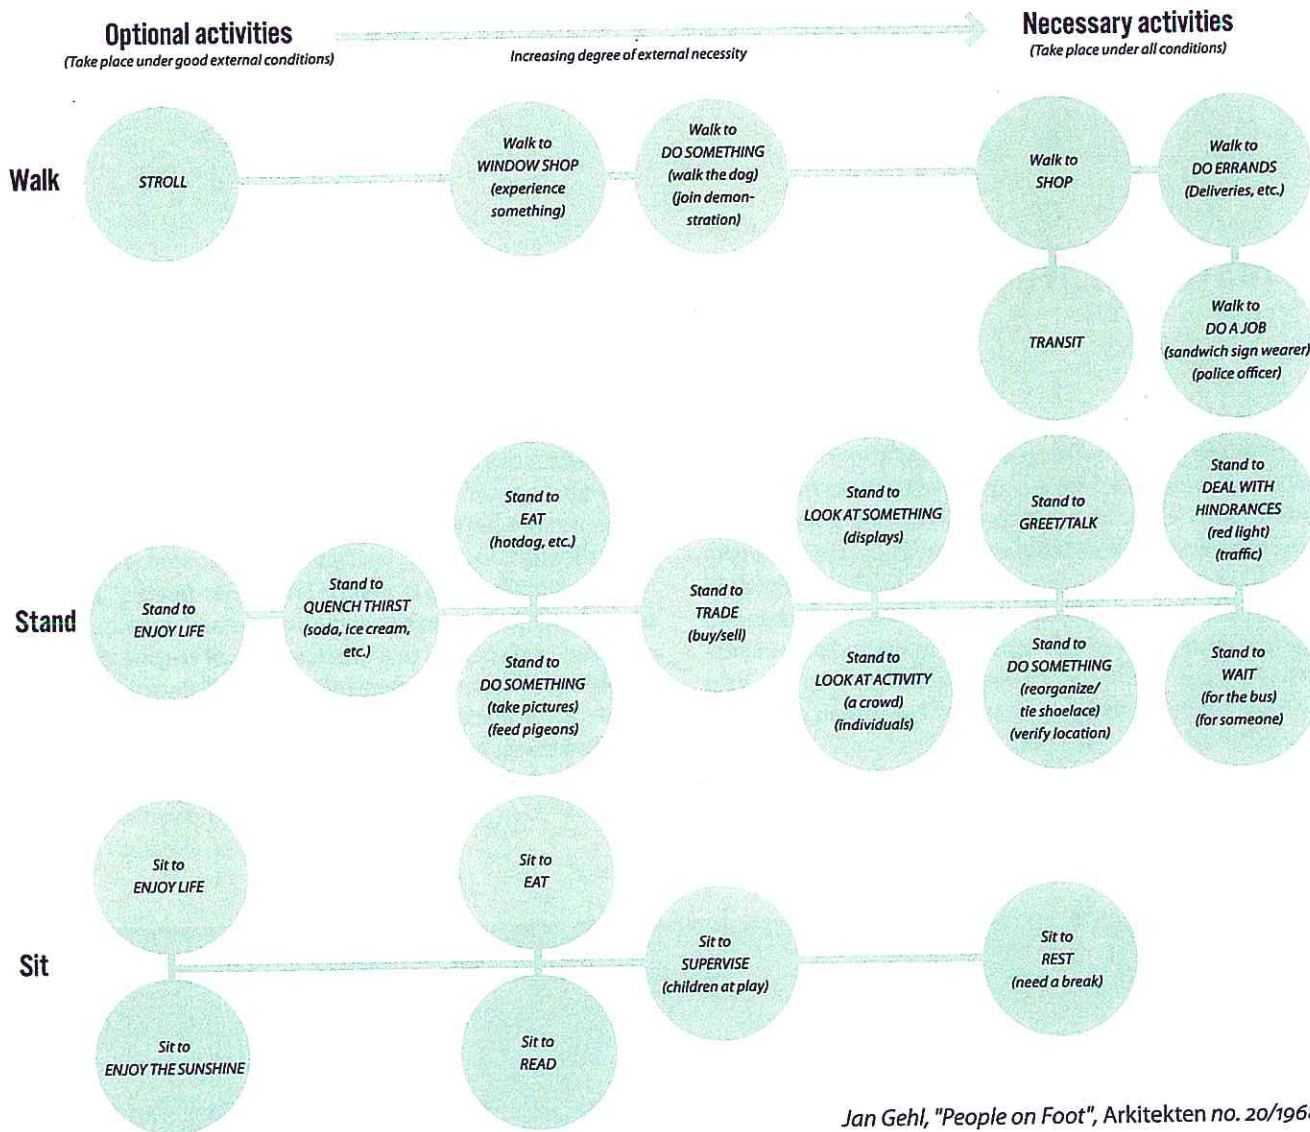 Optional activities
(Take place under good external conditions)
Increasing degree of external necessity
Necessary activities
(Take place under all conditions)
Walk
STROLL
Walk to
WINDOW SHOP
(experience
something)
Walk to
DO SOMETHING
(walk the dog)
(join demon-
stration)
Walk to
SHOP
Walk to
DO ERRANDS
(Deliveries, etc.)
TRANSIT
Walk to
DO A JOB
(sandwich sign wearer)
(police officer)
Stand
Stand to
ENJOY LIFE
Stand to
QUENCH THIRST
(soda, ice cream,
etc.)
Stand to
EAT
(hotdog, etc.)
Stand to
DO SOMETHING
(take pictures)
(feed pigeons)
Stand to
TRADE
(buy/sell)
Stand to
LOOK AT SOMETHING
(displays)
Stand to
LOOK AT ACTIVITY
(a crowd)
(individuals)
Stand to
GREET/TALK
Stand to
DO SOMETHING
(reorganize/
tie shoelace)
(verify location)
Stand to
DEAL WITH
HINDRANCES
(red light)
(traffic)
Stand to
WAIT
(for the bus)
(for someone)
Sit
Sit to
ENJOY LIFE
Sit to
ENJOY THE SUNSHINE
Sit to
EAT
Sit to
READ
Sit to
SUPERVISE
(children at play)
Sit to
REST
(need a break)
Jan Gehl, "People on Foot", Arkitekten no. 20/1968